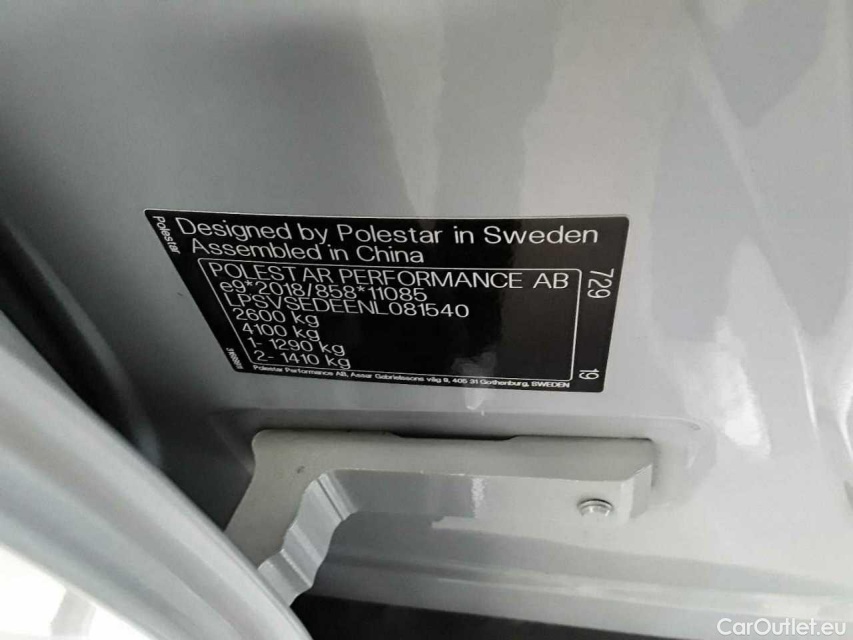 Polestar
Designed by Polestar in Sweden
Assembled in China
POLESTAR PERFORMANCE AB
e9*2018/858*11085
LPSVSEDEENL081540
2600 kg
4100 kg
1- 1290 kg
2- 1410 kg
729
19
Polestar Performance AB, Assar Gabrielssons väg 9, 405 31 Gothenburg, SWEDEN
CarOutlet.eu